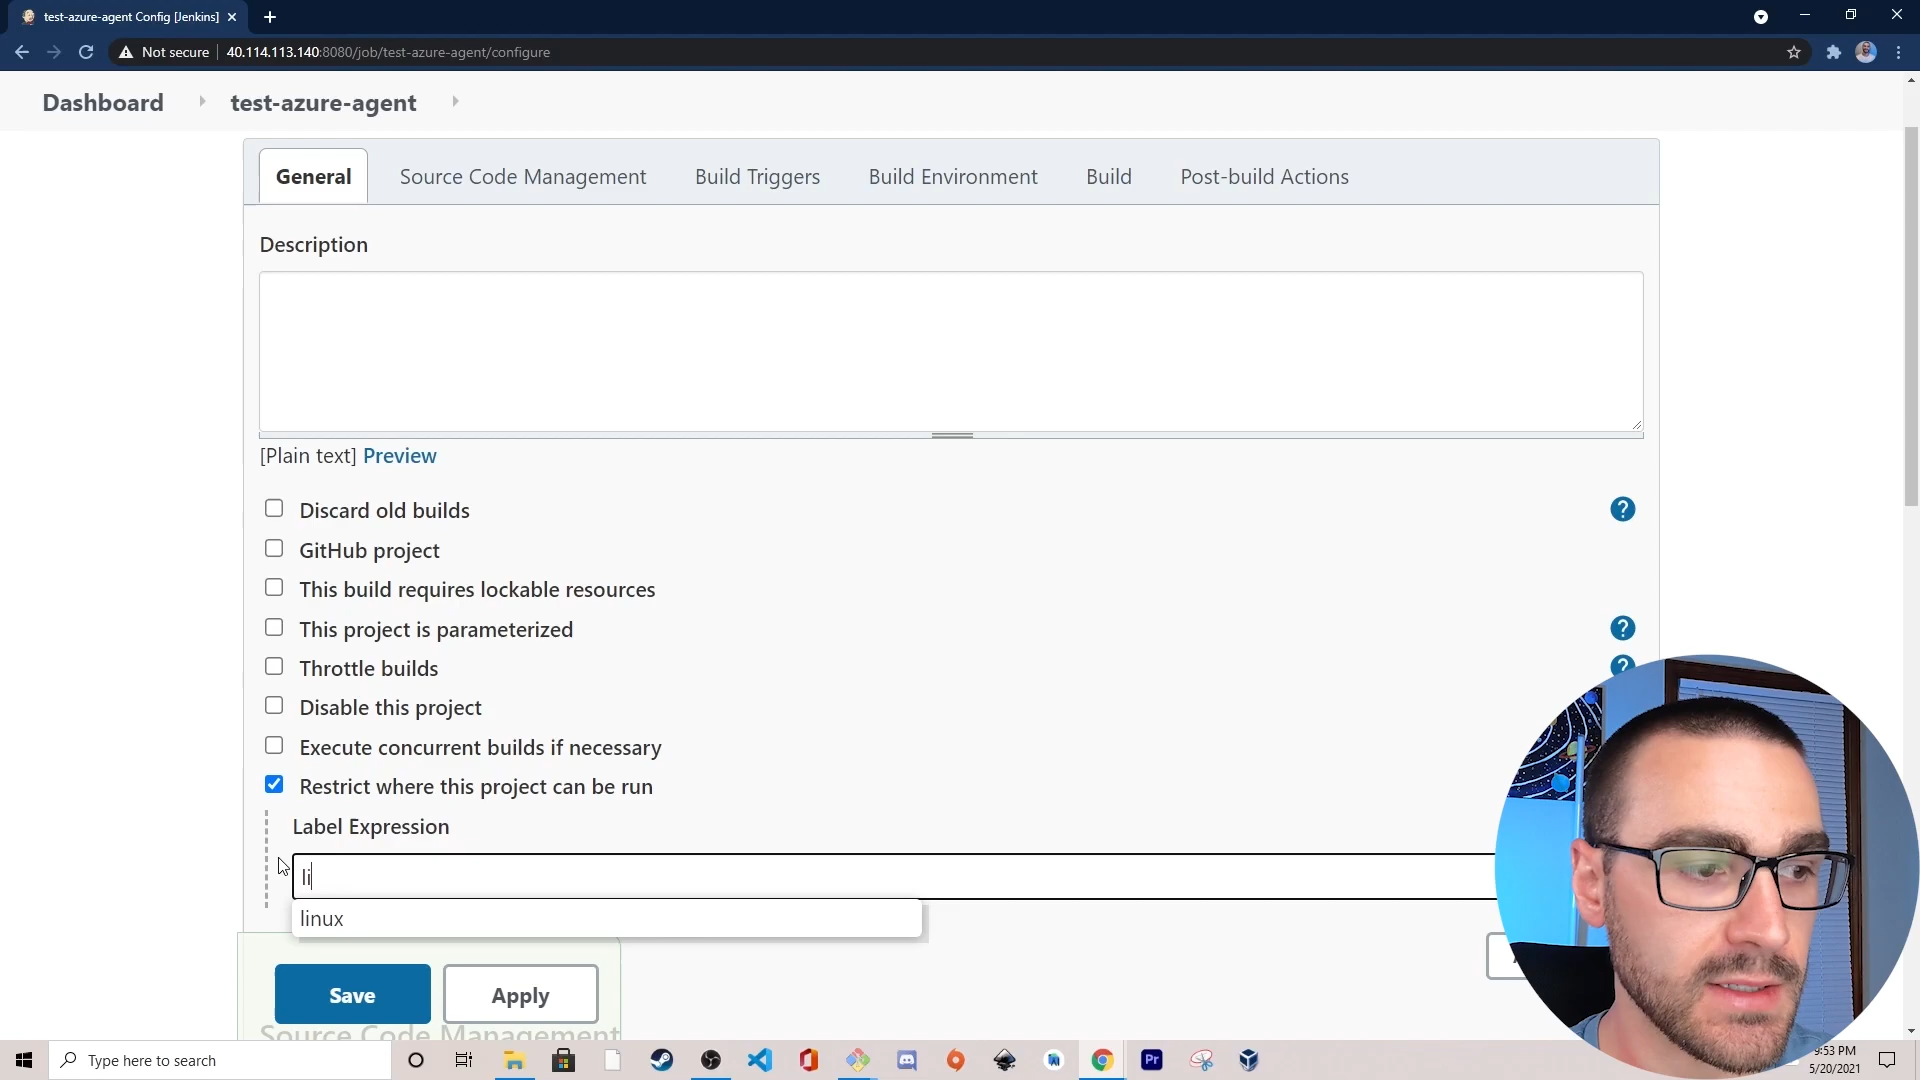 test-azure-agent Config [Jenkins]
Not secure
40.114.113.140:8080/job/test-azure-agent/configure
Dashboard
test-azure-agent
General
Source Code Management
Build Triggers
Build Environment
Build
Post-build Actions
Description
[Plain text] Preview
Discard old builds
?
GitHub project
This build requires lockable resources
This project is parameterized
?
Throttle builds
?
Disable this project
Execute concurrent builds if necessary
Restrict where this project can be run
Label Expression
li
linux
Save
Apply
Source Code Management
Type here to search
Pr
9:53 PM
5/20/2021